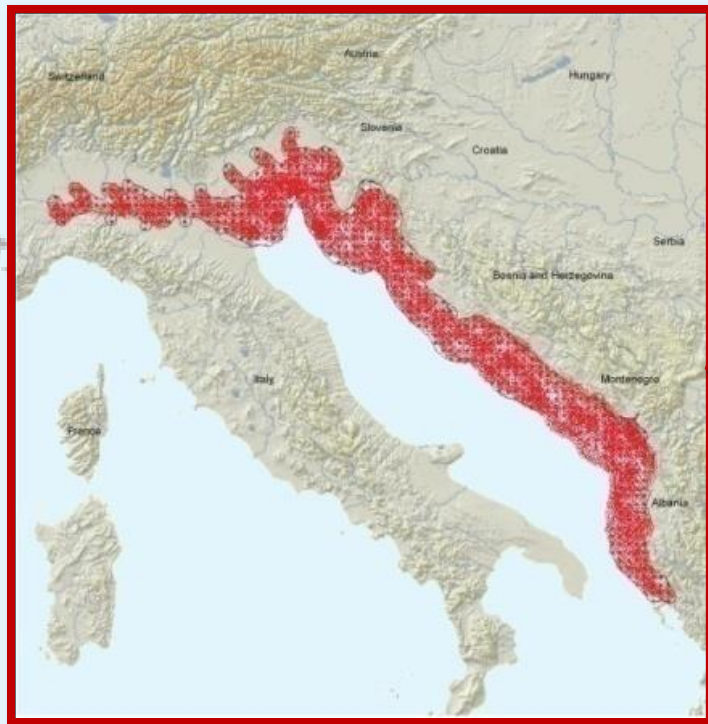 Austria
Switzerland
Hungary
Slovenia
Croatia
Serbia
Bosnia and Herzegovina
Italy
Montenegro
France
Albania